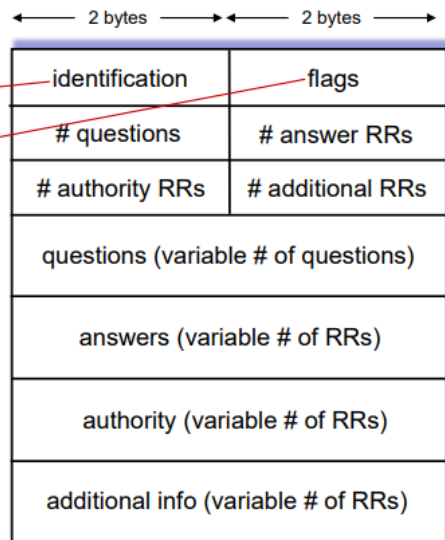 2 bytes 2 bytes
identification flags
# questions # answer RRs
# authority RRs # additional RRs
questions (variable # of questions)
answers (variable # of RRs)
authority (variable # of RRs)
additional info (variable # of RRs)